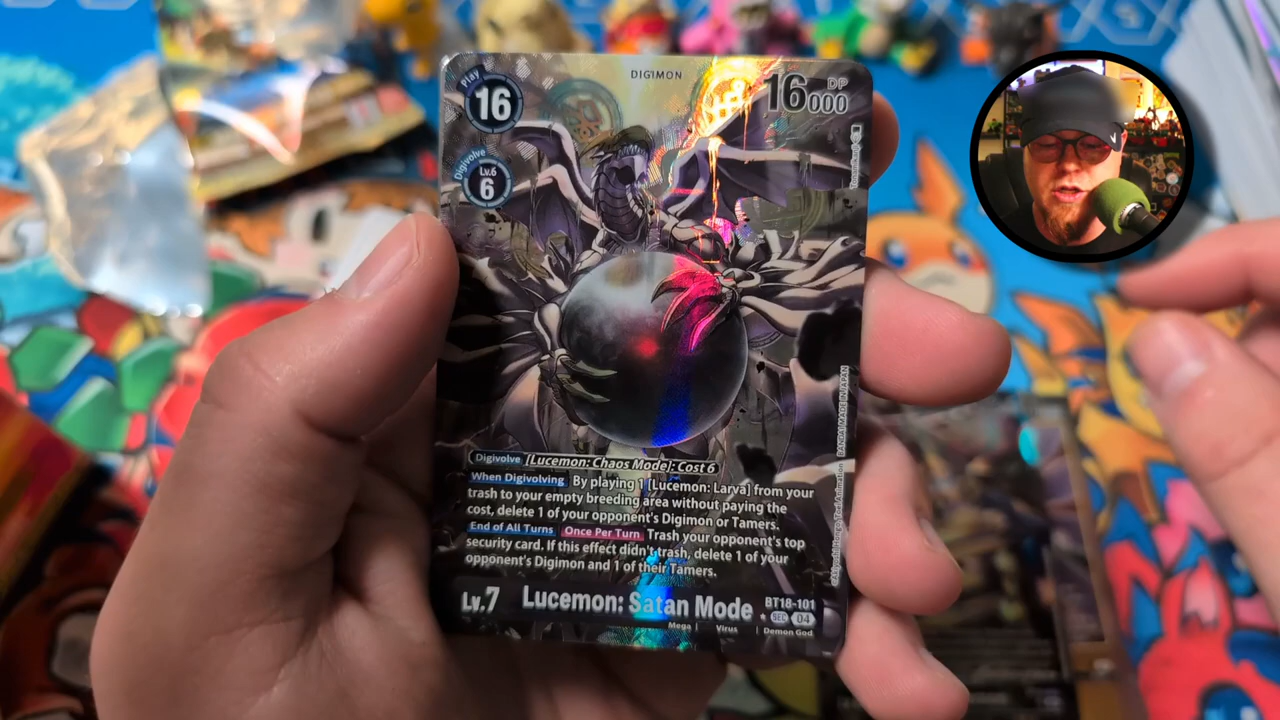 DIGIMON
Play
16
DP
16000
Digivolve
Lv.6
6
BANDAI MADE IN JAPAN
Digivolve [Lucemon: Chaos Mode]: Cost 6
When Digivolving By playing 1 [Lucemon: Larva] from your
trash to your empty breeding area without paying the
cost, delete 1 of your opponent's Digimon or Tamers.
End of All Turns Once Per Turn Trash your opponent's top
security card. If this effect didn't trash, delete 1 of your
opponent's Digimon and 1 of their Tamers.
Lv.7
Lucemon: Satan Mode
BT18-101
SEC 04
Mega | Virus | Demon God